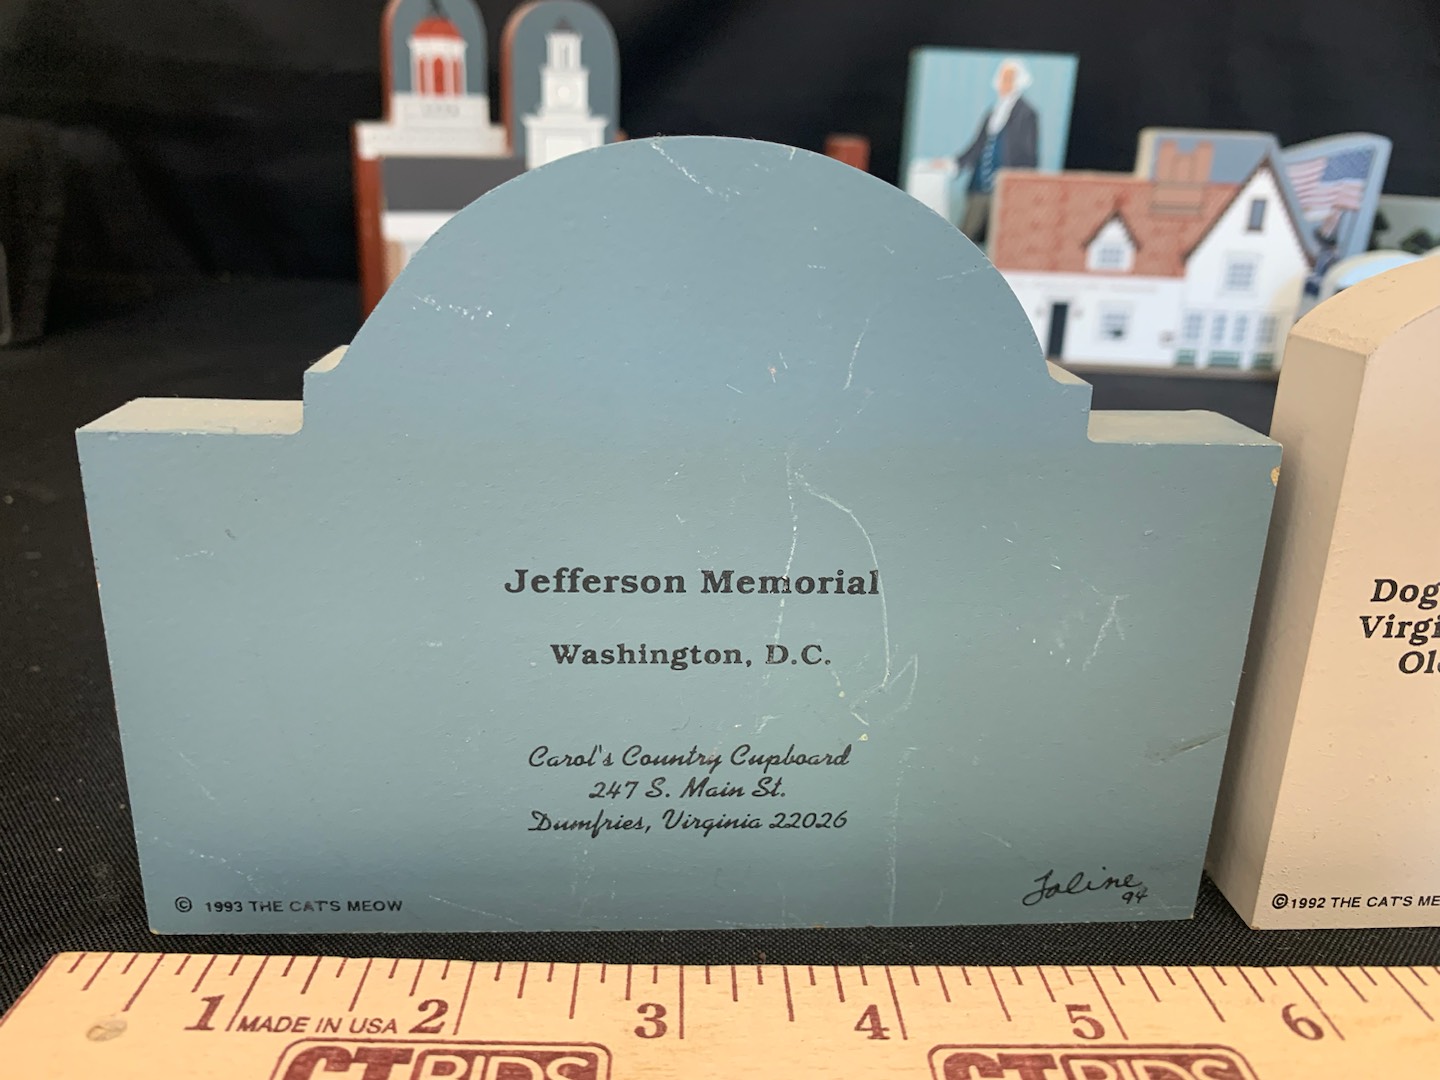 Jefferson Memorial
Washington, D.C.
Carol's Country Cupboard
247 S. Main St.
Dumfries, Virginia 22026
© 1993 THE CAT'S MEOW
Faline
94
Dog
Virgi
Ol
© 1992 THE CAT'S ME
1 MADE IN USA 2 3 4 5 6